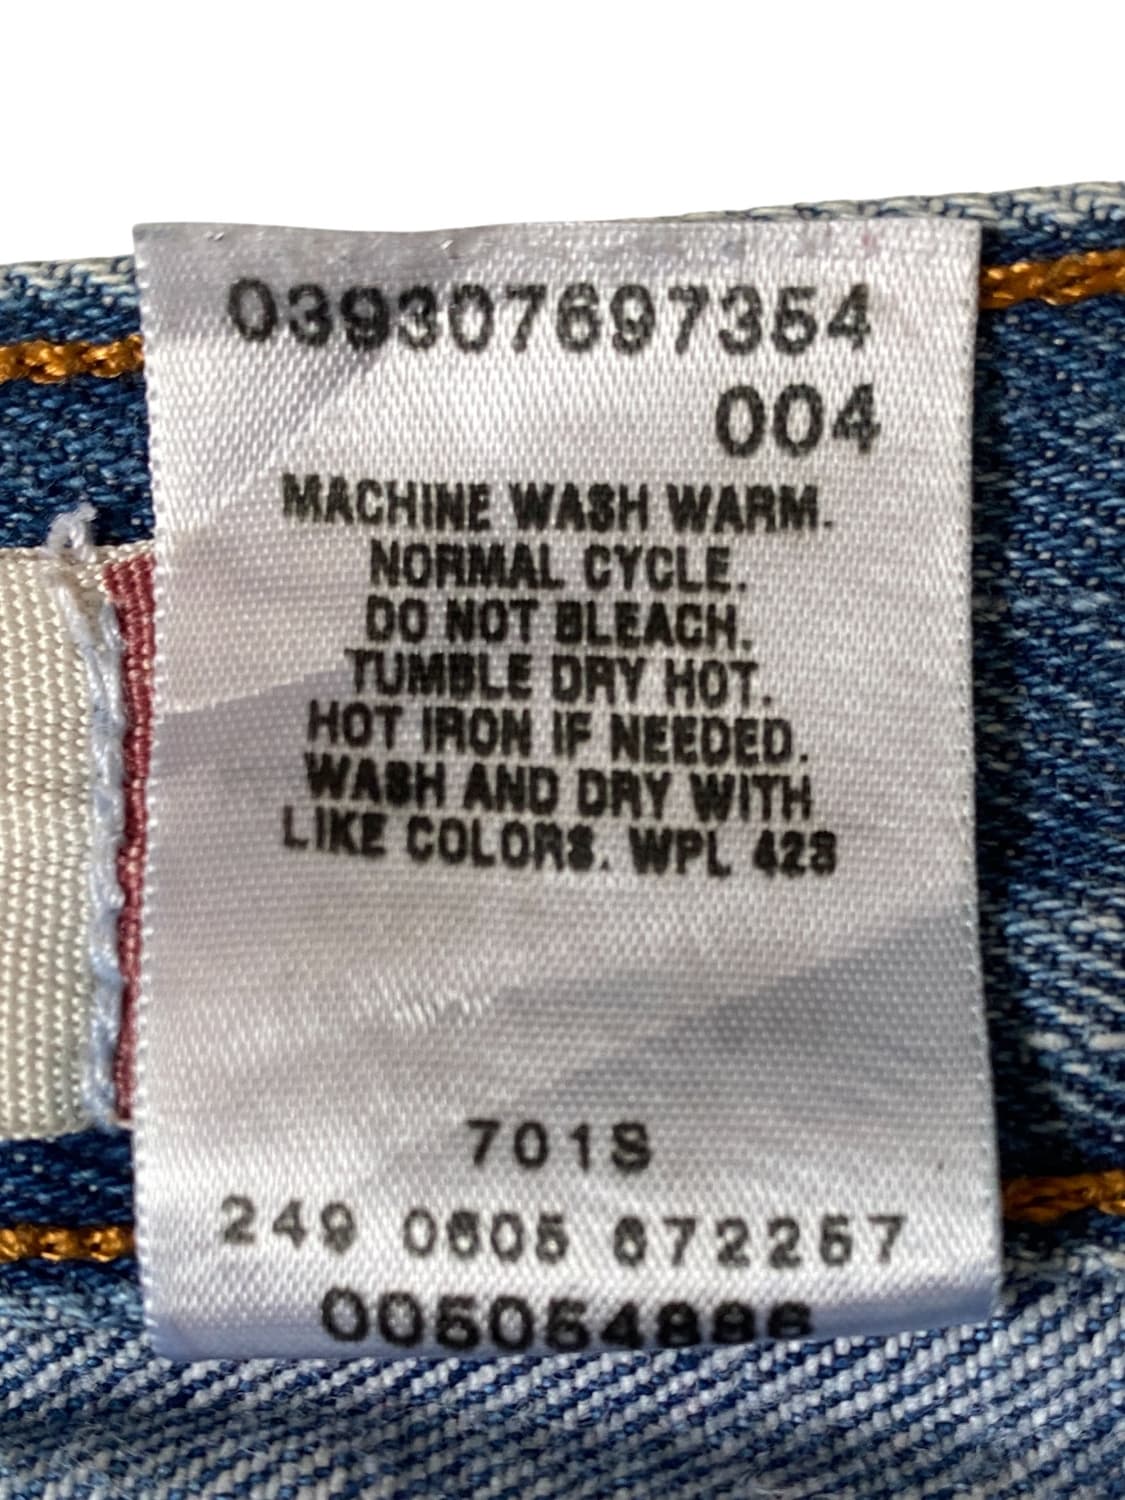 039307697354
004
MACHINE WASH WARM.
NORMAL CYCLE.
DO NOT BLEACH.
TUMBLE DRY HOT.
HOT IRON IF NEEDED.
WASH AND DRY WITH
LIKE COLORS. WPL 423
701S
249 0605 672257